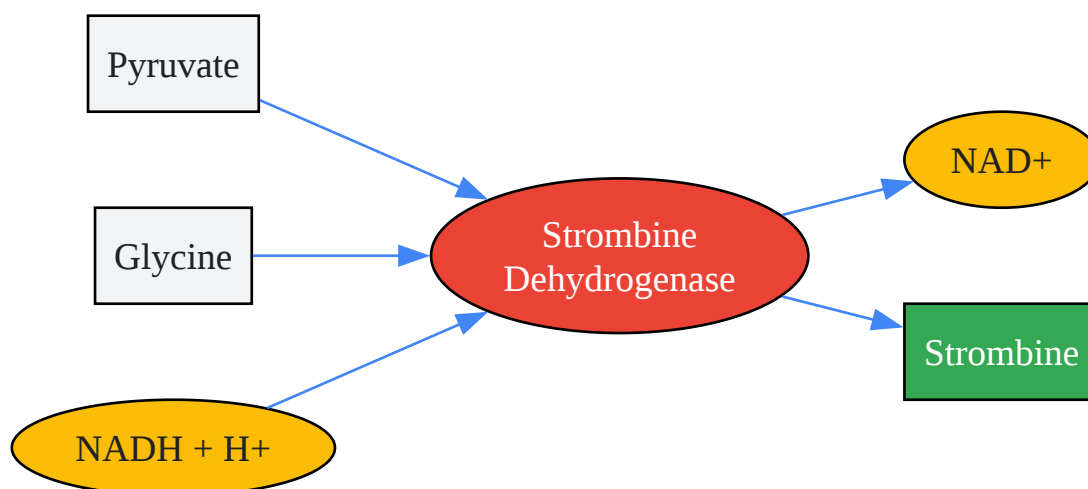 Pyruvate
Glycine
NADH + H+
Strombine
Dehydrogenase
NAD+
Strombine